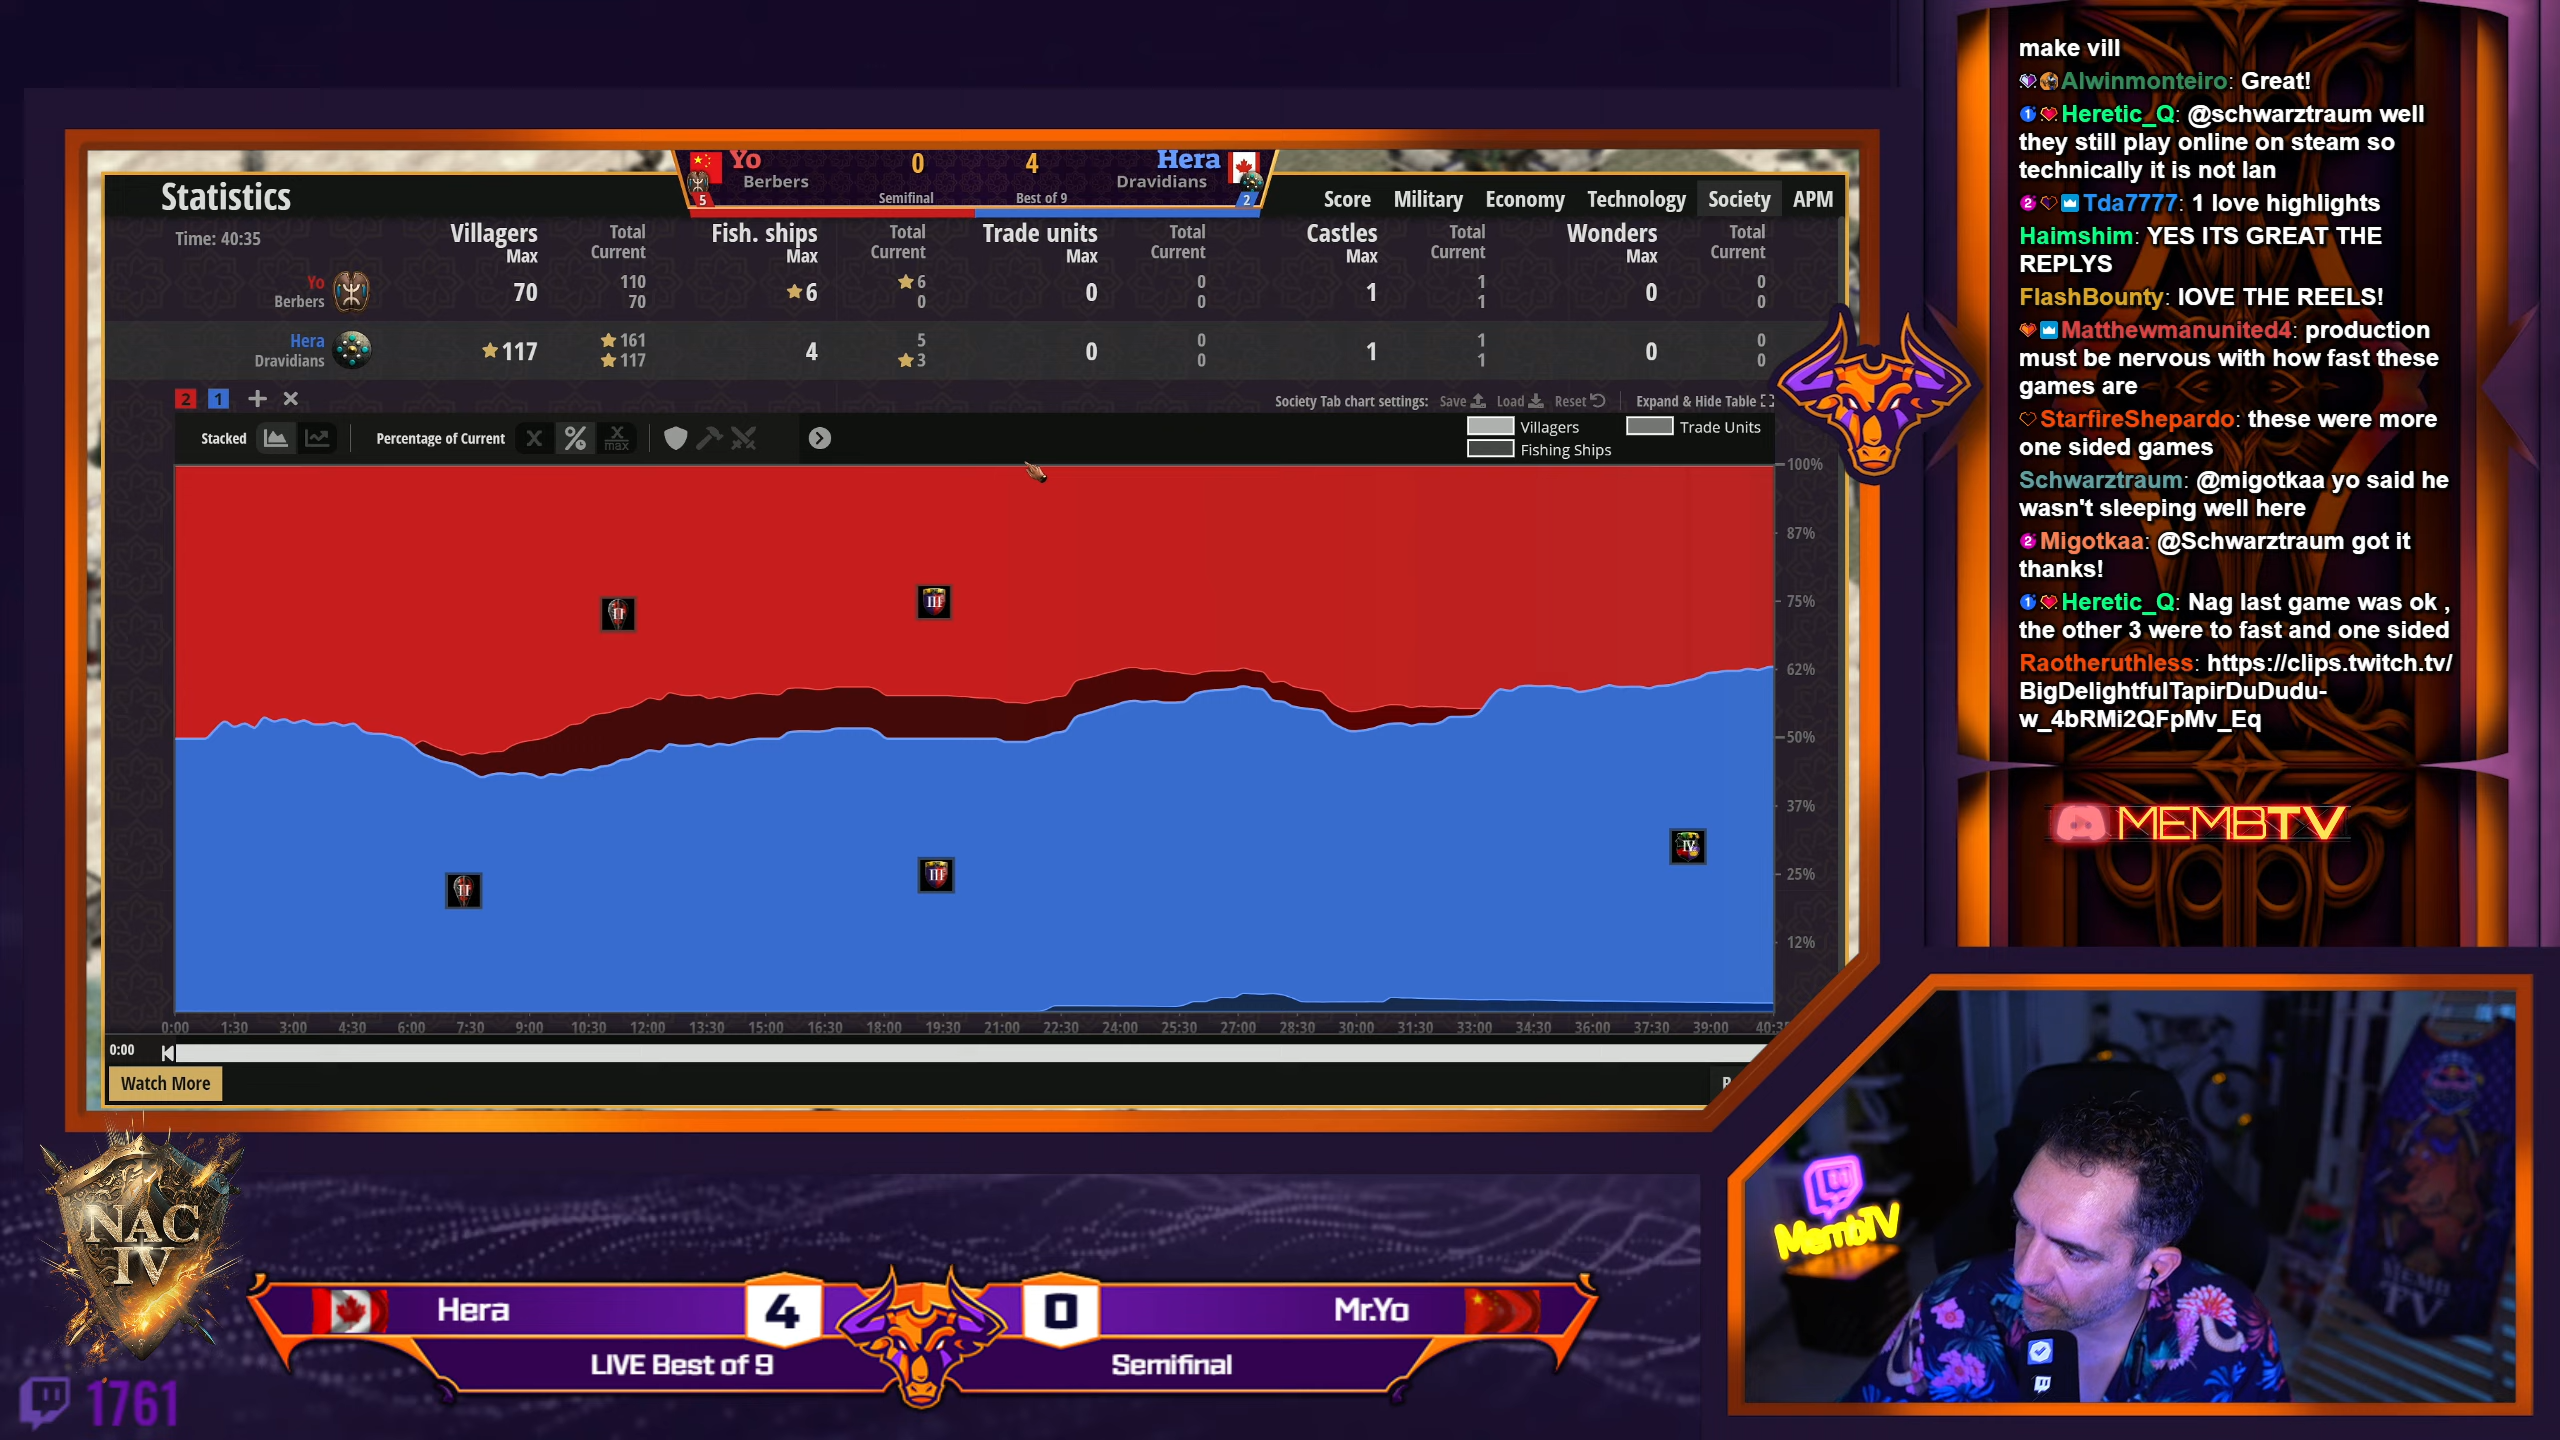 Yo 0 4 Hera
Berbers Dravidians
5 Semifinal Best of 9 2
Statistics
Score Military Economy Technology Society APM
Time: 40:35
Villagers Max Total Current
Fish. ships Max Total Current
Trade units Max Total Current
Castles Max Total Current
Wonders Max Total Current
Yo 70 110 6 6 0 0 1 1 0 0
Berbers 70 0 0 1 0
Hera 117 161 4 5 0 0 1 1 0 0
Dravidians 117 3 0 1 0
2 1
Society Tab chart settings: Save Load Reset Expand & Hide Table
Stacked Percentage of Current X % X max
Villagers Trade Units
Fishing Ships
100%
87%
75%
62%
50%
37%
25%
12%
II
III
II
III
IV
0:00 1:30 3:00 4:30 6:00 7:30 9:00 10:30 12:00 13:30 15:00 16:30 18:00 19:30 21:00 22:30 24:00 25:30 27:00 28:30 30:00 31:30 33:00 34:30 36:00 37:30 39:00
0:00
Watch More
make vill
Alwinmonteiro: Great!
Heretic_Q: @schwarztraum well
they still play online on steam so
technically it is not lan
Tda7777: 1 love highlights
Haimshim: YES ITS GREAT THE
REPLYS
FlashBounty: lOVE THE REELS!
Matthewmanunited4: production
must be nervous with how fast these
games are
StarfireShepardo: these were more
one sided games
Schwarztraum: @migotkaa yo said he
wasn't sleeping well here
Migotkaa: @Schwarztraum got it
thanks!
Heretic_Q: Nag last game was ok ,
the other 3 were to fast and one sided
Raotheruthless: https://clips.twitch.tv/
BigDelightfulTapirDuDudu-
w_4bRMi2QFpMv_Eq
MEMBTV
NAC
IV
Hera 4 0 Mr.Yo
LIVE Best of 9 Semifinal
1761
MembTV
MEMB
TV